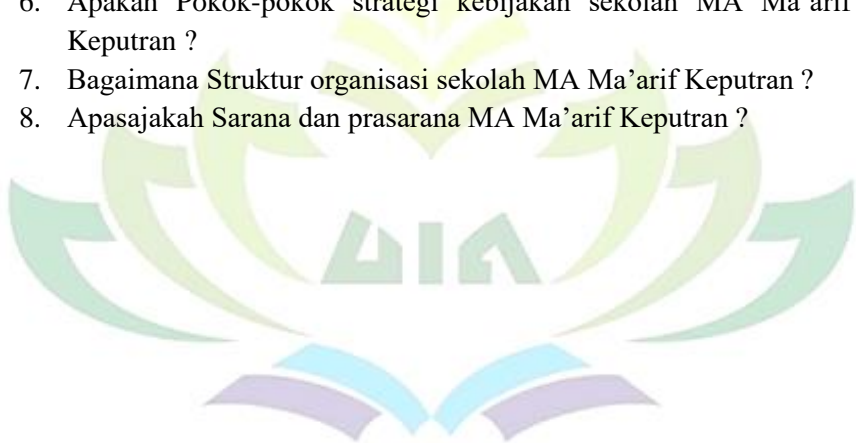 6. Apakah Pokok-pokok strategi kebijakan sekolah MA Ma'arif
Keputran ?
7. Bagaimana Struktur organisasi sekolah MA Ma'arif Keputran ?
8. Apasajakah Sarana dan prasarana MA Ma'arif Keputran ?